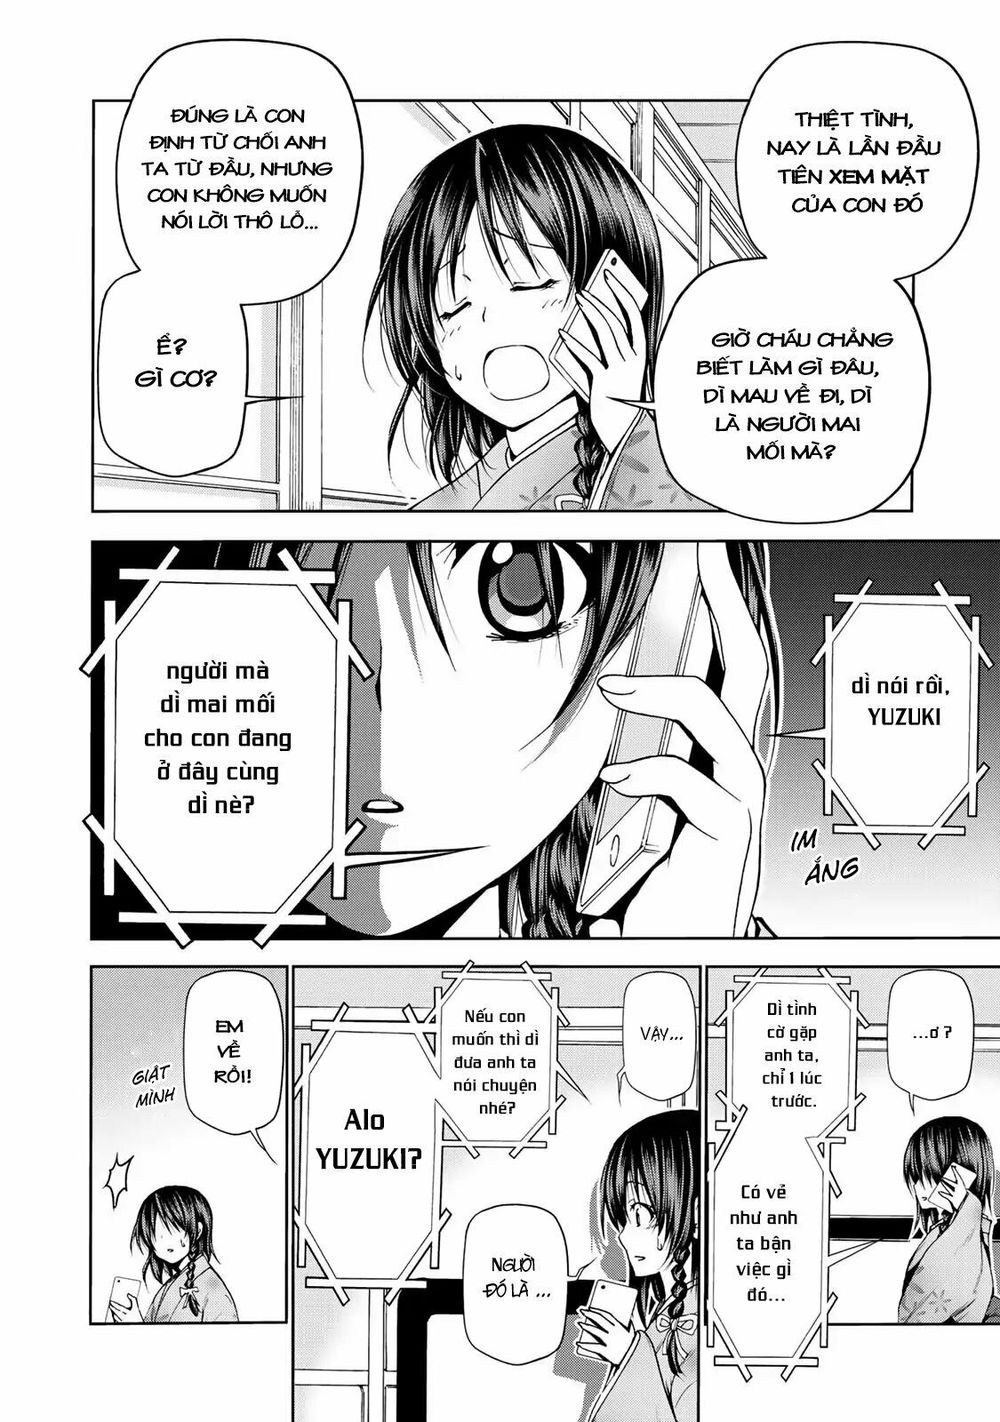 THIỆT TÌNH,
NAY LÀ LẦN ĐẦU
TIÊN XEM MẶT
CỦA CON ĐÓ
GIỜ CHÁU CHẲNG
BIẾT LÀM GÌ ĐÂU,
DÌ MAU VỀ ĐI, DÌ
LÀ NGƯỜI MAI
MỐI MÀ?
ĐÚNG LÀ CON
ĐỊNH TỪ CHỐI ANH
TA TỪ ĐẦU, NHƯNG
CON KHÔNG MUỐN
NÓI LỜI THÔ LỖ...
Ể?
GÌ CƠ?
dì nói rồi,
YUZUKI
IM
ẮNG
người mà
dì mai mối
cho con đang
ở đây cùng
dì nè?
...Ơ ?
Dì tình
cờ gặp
anh ta,
chỉ 1 lúc
trước.
Có vẻ
như anh
ta bận
việc gì
đó...
VẬY...
Nếu con
muốn thì dì
đưa anh ta
nói chuyện
nhé?
NGƯỜI
ĐÓ LÀ ...
Alo
YUZUKI?
EM
VỀ
RỒI!
GIẬT
MÌNH